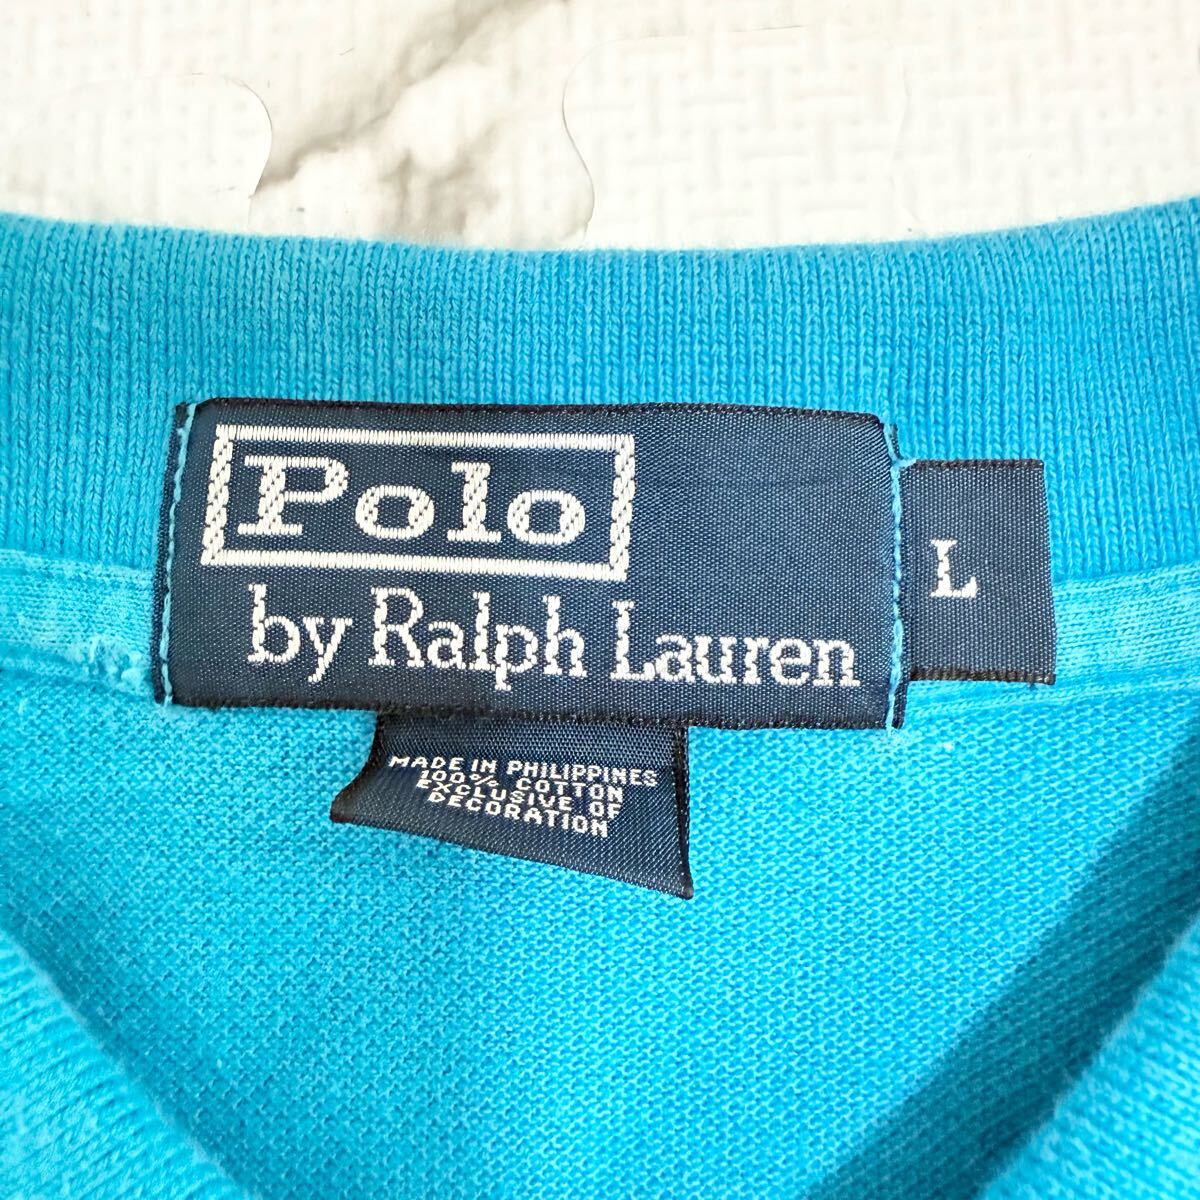 Polo
by Ralph Lauren
L
MADE IN PHILIPPINES
100% COTTON
EXCLUSIVE OF
DECORATION